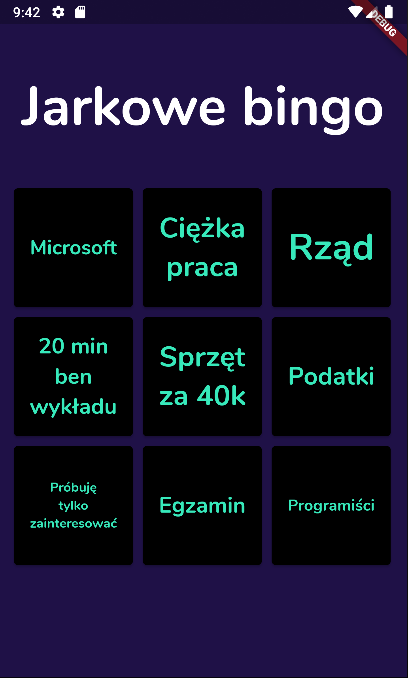 9:42
DEBUG
Jarkowe bingo
Microsoft
Ciężka
praca
Rząd
20 min
ben
wykładu
Sprzęt
za 40k
Podatki
Próbuję
tylko
zainteresować
Egzamin
Programiści